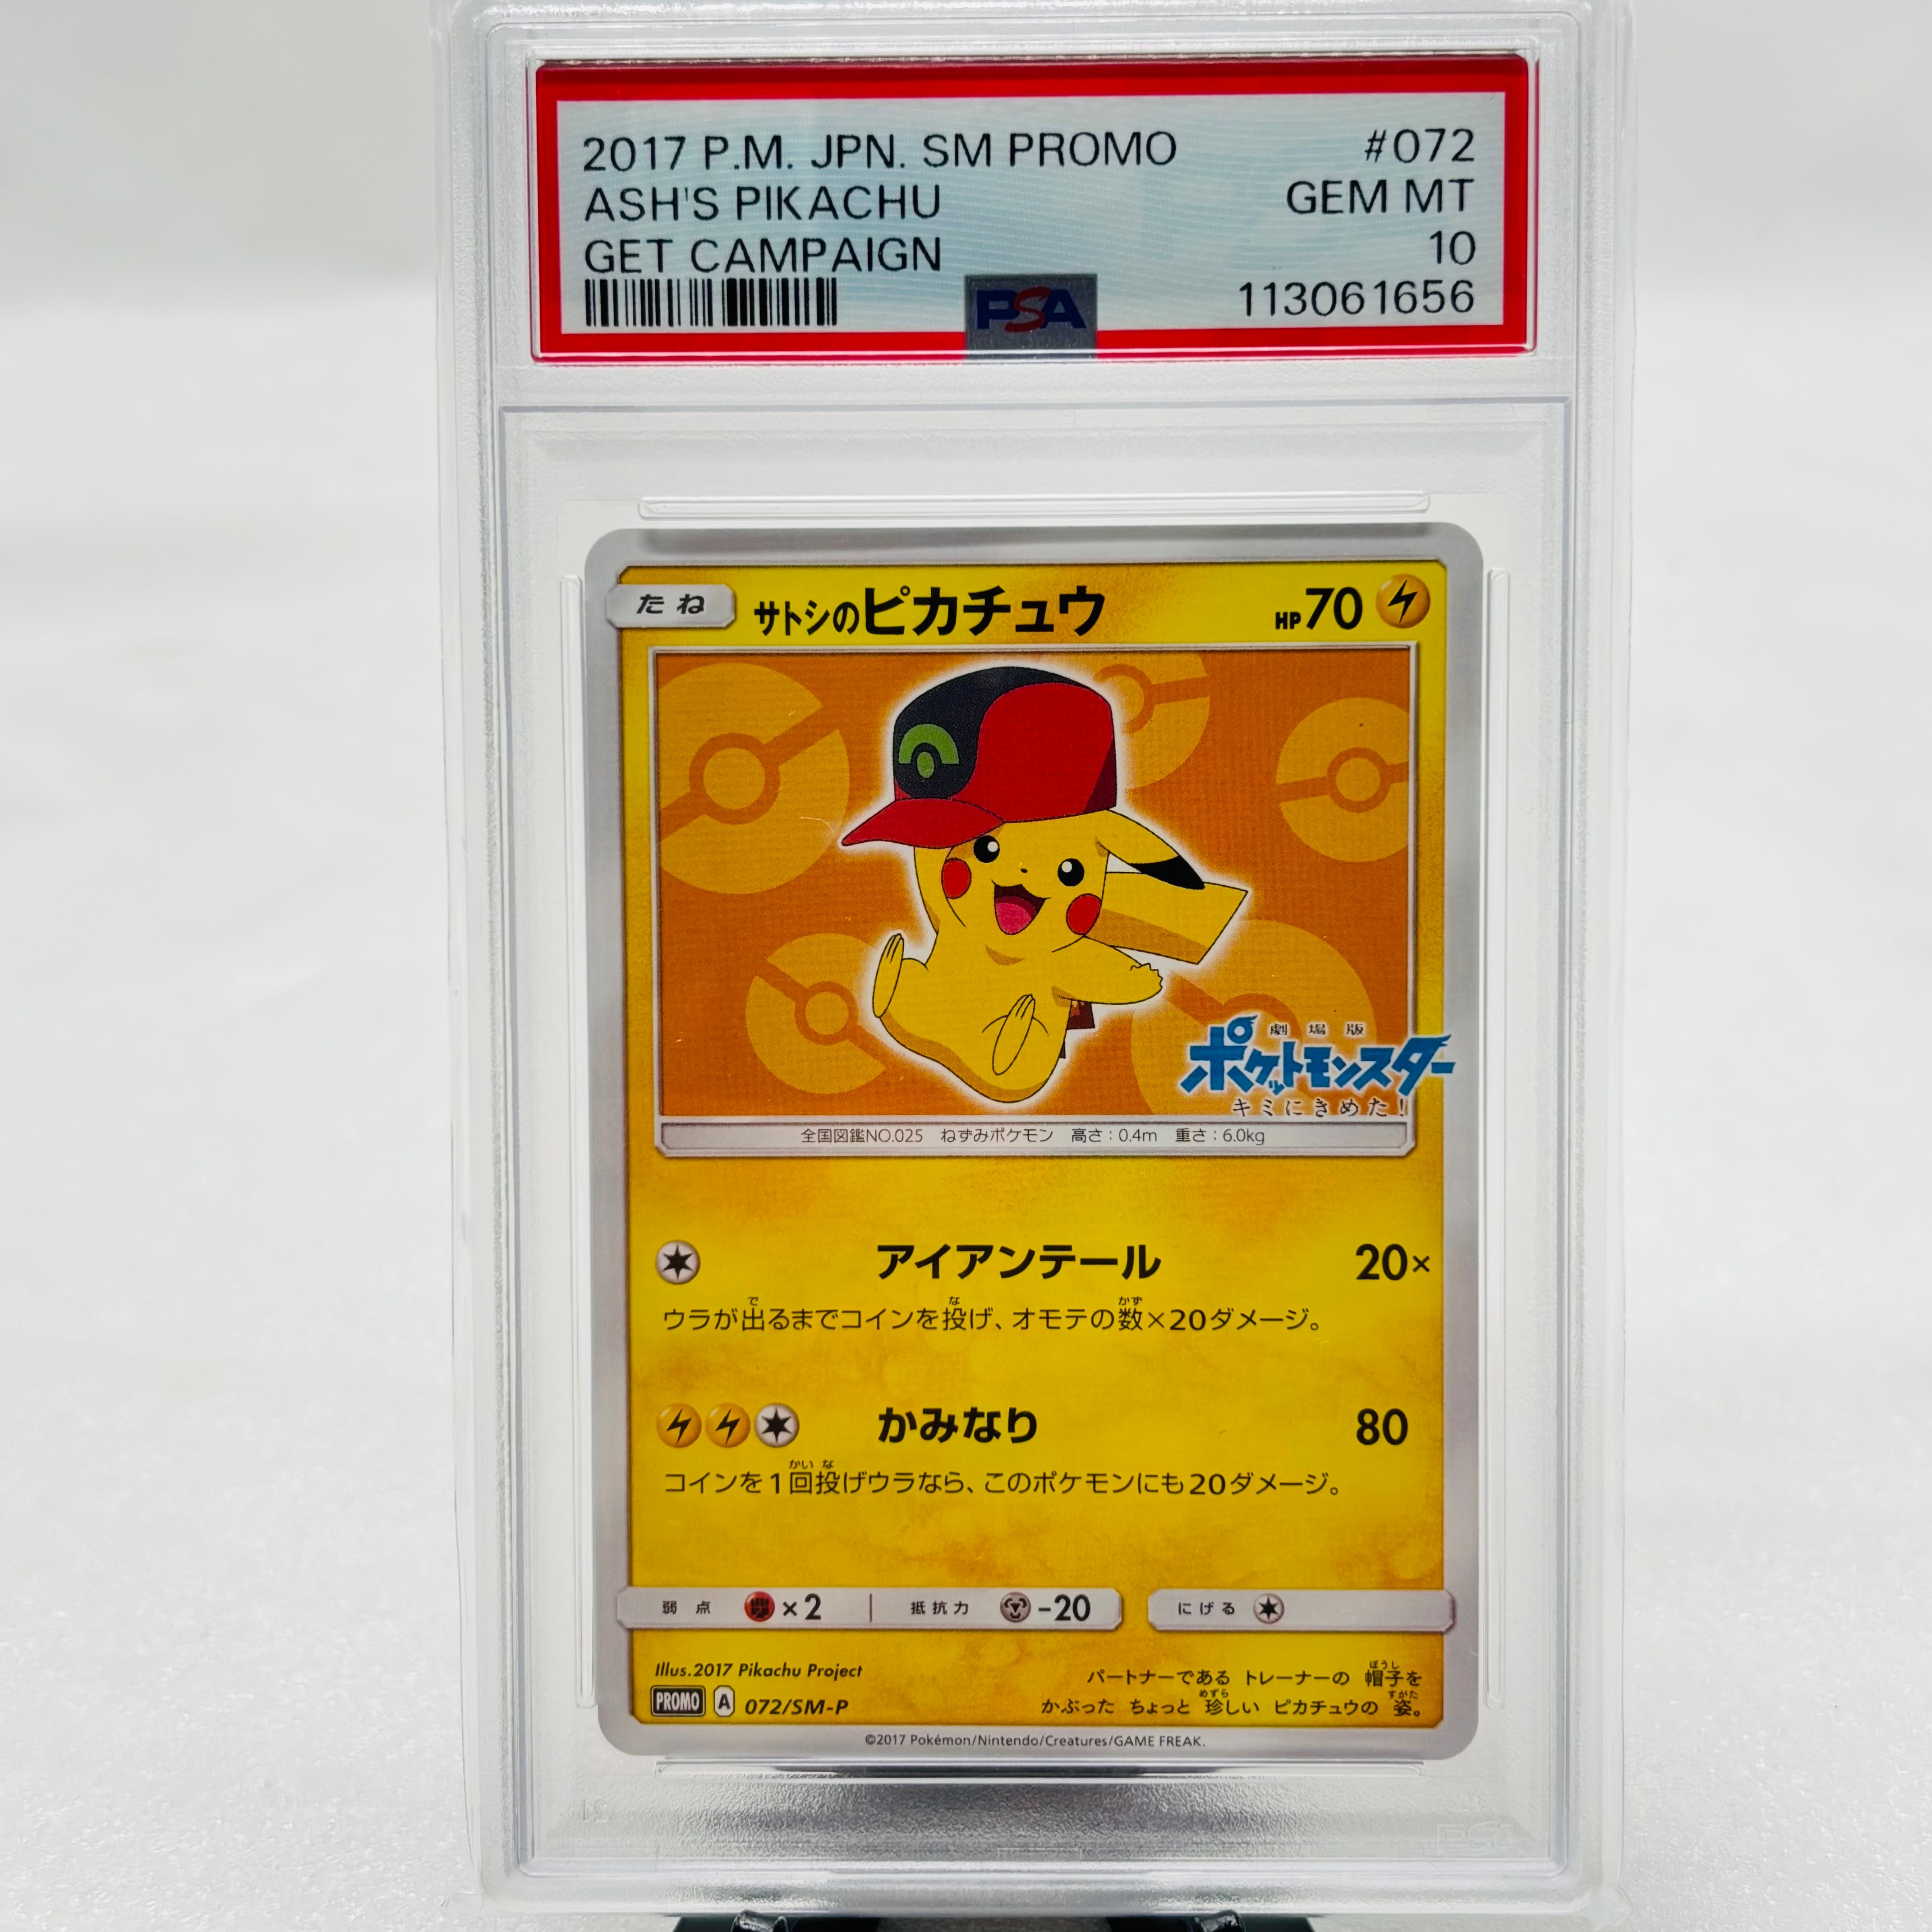 2017 P.M. JPN. SM PROMO #072
ASH'S PIKACHU GEM MT
GET CAMPAIGN 10
PSA 113061656
たね サトシのピカチュウ HP70
劇場版
ポケットモンスター
キミにきめた!
全国図鑑NO.025 ねずみポケモン 高さ:0.4m 重さ:6.0kg
アイアンテール 20×
ウラが出るまでコインを投げ、オモテの数×20ダメージ。
かみなり 80
コインを1回投げウラなら、このポケモンにも20ダメージ。
弱点 ×2 抵抗力 -20 にげる
Illus.2017 Pikachu Project
PROMO A 072/SM-P
パートナーである トレーナーの 帽子を
かぶった ちょっと 珍しい ピカチュウの 姿。
©2017 Pokémon/Nintendo/Creatures/GAME FREAK.